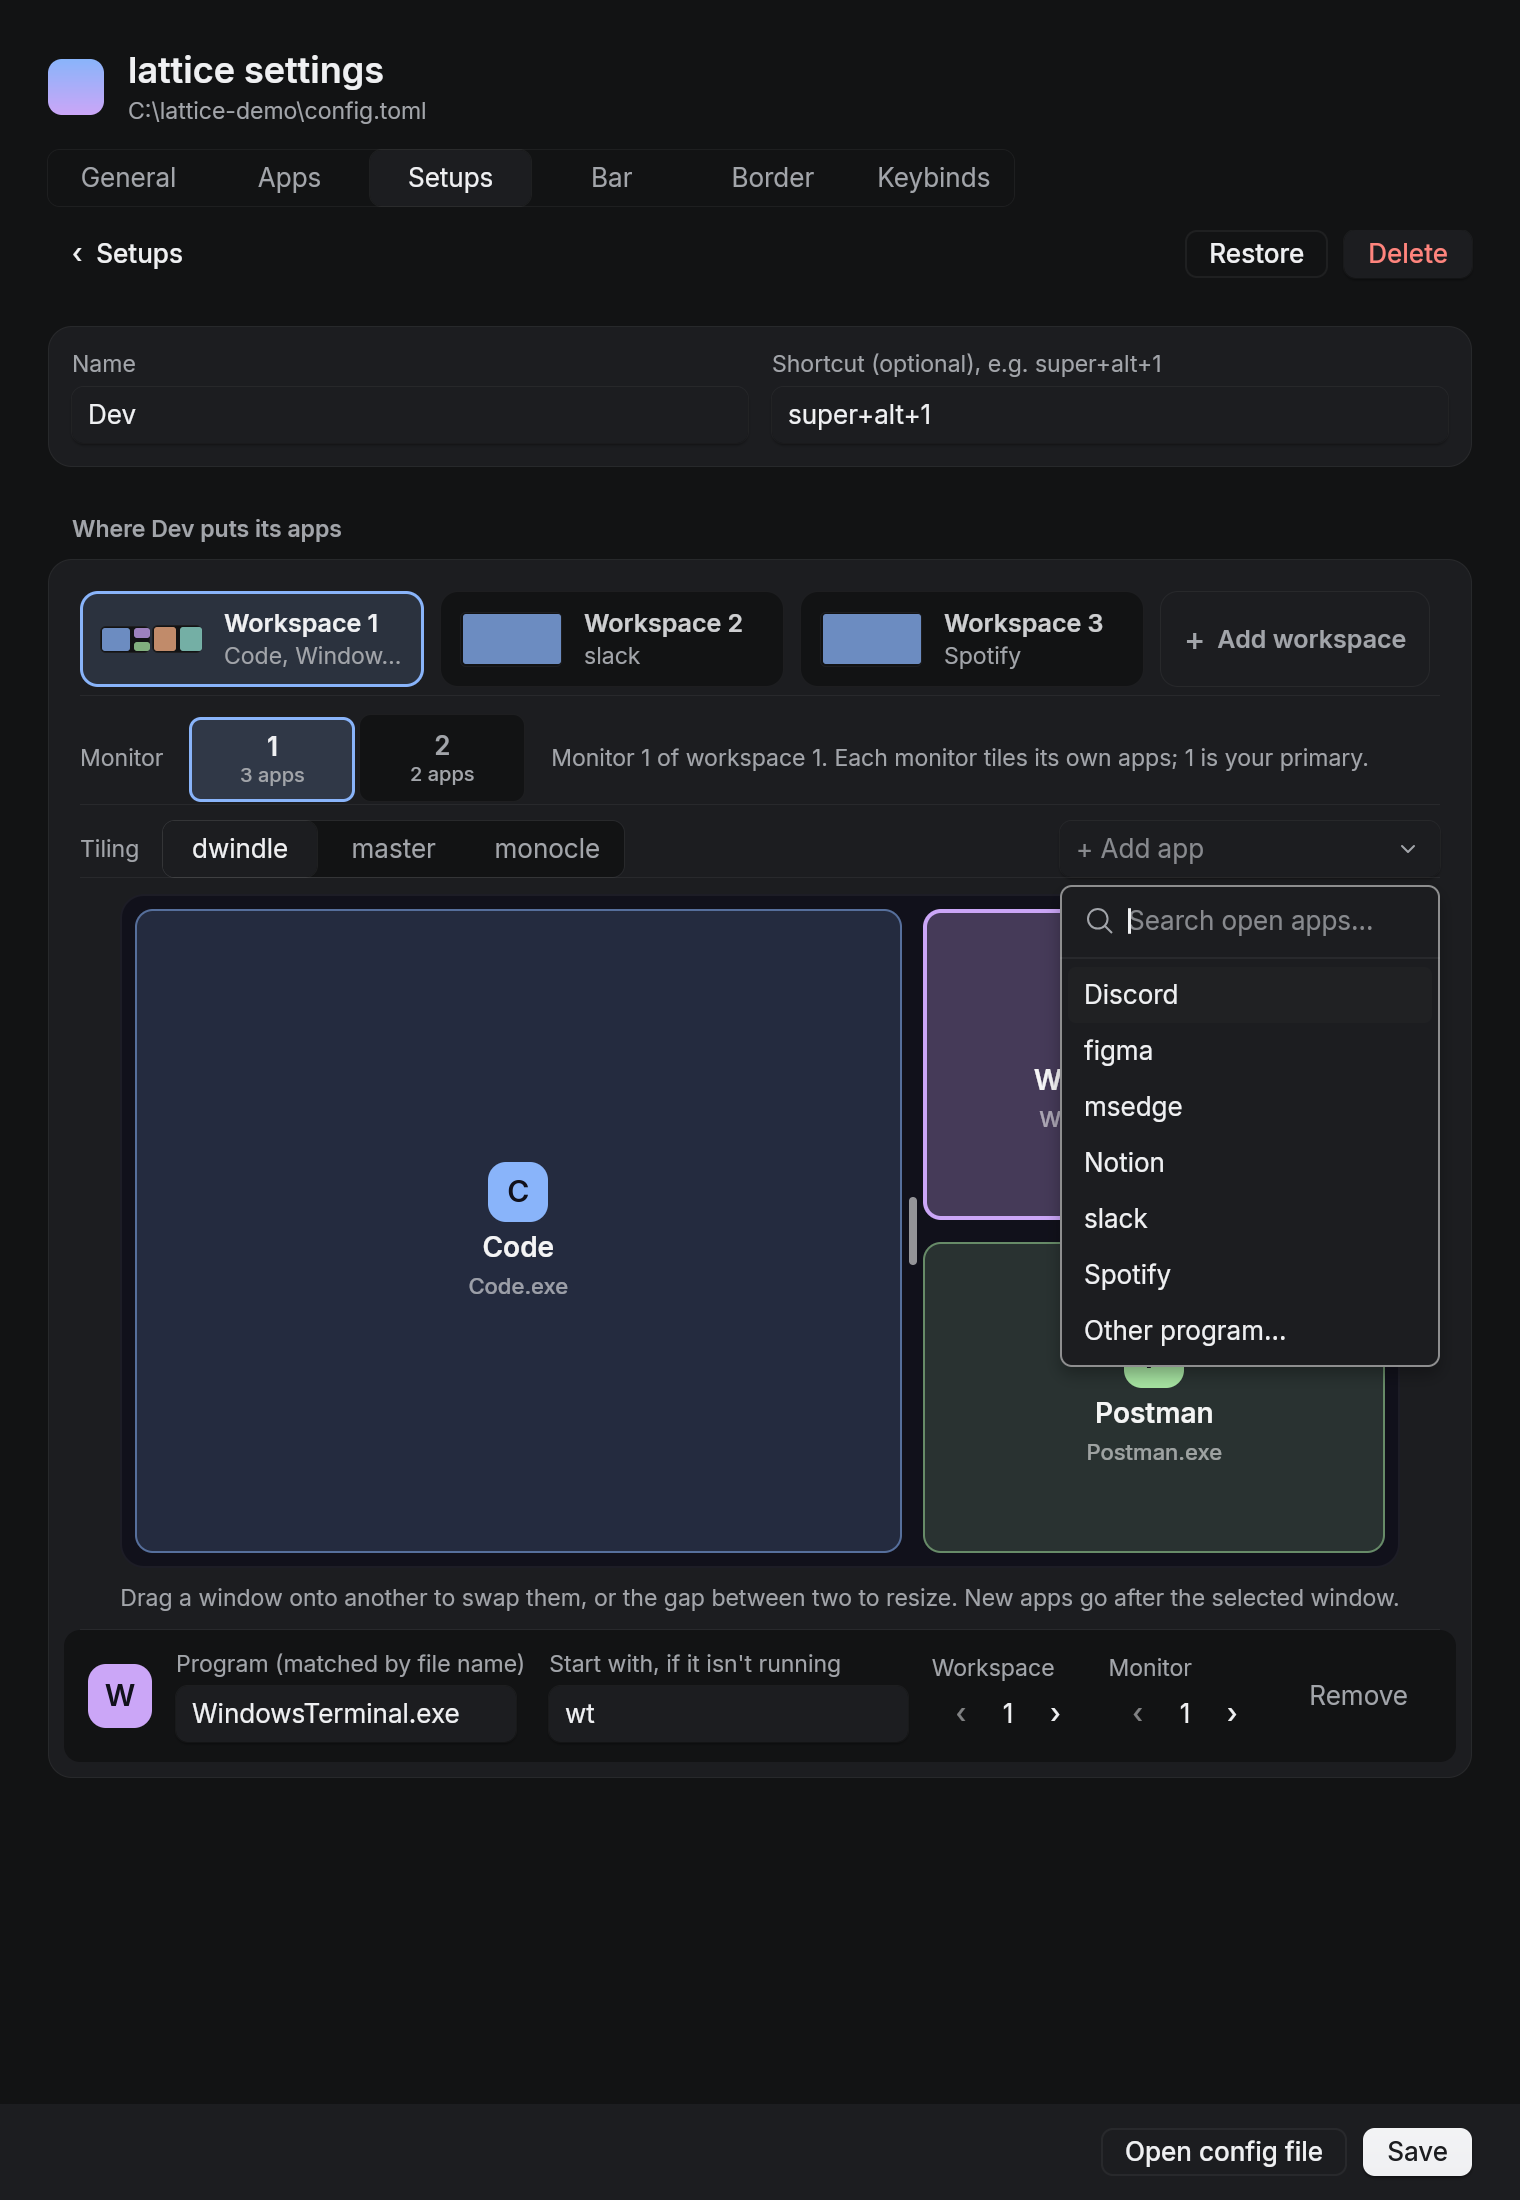 lattice settings
C:\lattice-demo\config.toml
General Apps Setups Bar Border Keybinds
‹ Setups Restore Delete
Name Shortcut (optional), e.g. super+alt+1
Dev super+alt+1
Where Dev puts its apps
Workspace 1 Workspace 2 Workspace 3 + Add workspace
Code, Window... slack Spotify
Monitor 1 2 Monitor 1 of workspace 1. Each monitor tiles its own apps; 1 is your primary.
3 apps 2 apps
Tiling dwindle master monocle + Add app
Search open apps...
Discord
figma
msedge
Notion
slack
Spotify
Other program...
W
W
C
Code
Code.exe
Postman
Postman.exe
Drag a window onto another to swap them, or the gap between two to resize. New apps go after the selected window.
Program (matched by file name) Start with, if it isn't running Workspace Monitor
W WindowsTerminal.exe wt ‹ 1 › ‹ 1 › Remove
Open config file Save